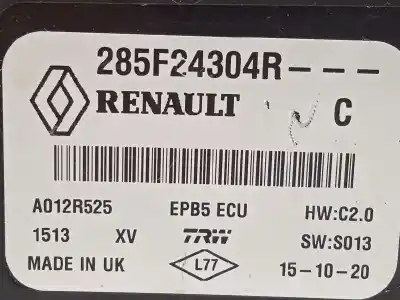 285F24304R---
RENAULT C
A012R525 EPB5 ECU HW:C2.0
1513 XV TRW SW:S013
MADE IN UK L77 15-10-20